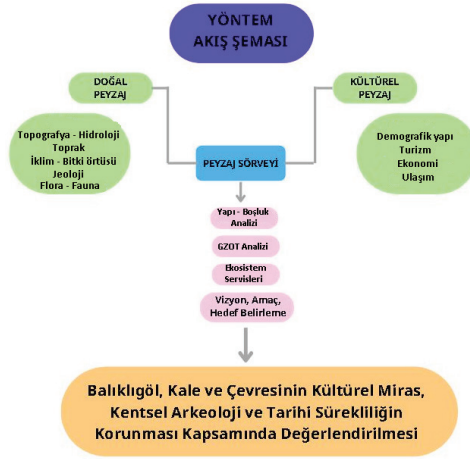 YÖNTEM
AKIŞ ŞEMASI
DOĞAL
PEYZAJ
KÜLTÜREL
PEYZAJ
Topografya - Hidroloji
Toprak
İklim - Bitki örtüsü
Jeoloji
Flora - Fauna
PEYZAJ SÖRVEYİ
Demografik yapı
Turizm
Ekonomi
Ulaşım
Yapı - Boşluk
Analizi
GZOT Analizi
Ekosistem
Servisleri
Vizyon, Amaç,
Hedef Belirleme
Balıklıgöl, Kale ve Çevresinin Kültürel Miras,
Kentsel Arkeoloji ve Tarihi Sürekliliğin
Korunması Kapsamında Değerlendirilmesi